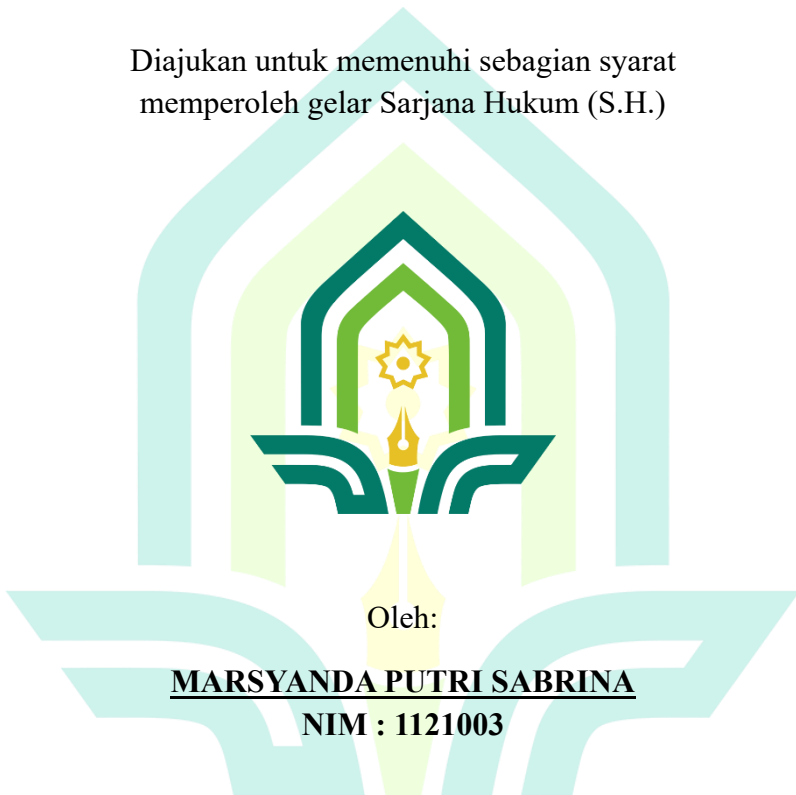 Diajukan untuk memenuhi sebagian syarat
memperoleh gelar Sarjana Hukum (S.H.)
Oleh:
MARSYANDA PUTRI SABRINA
NIM : 1121003